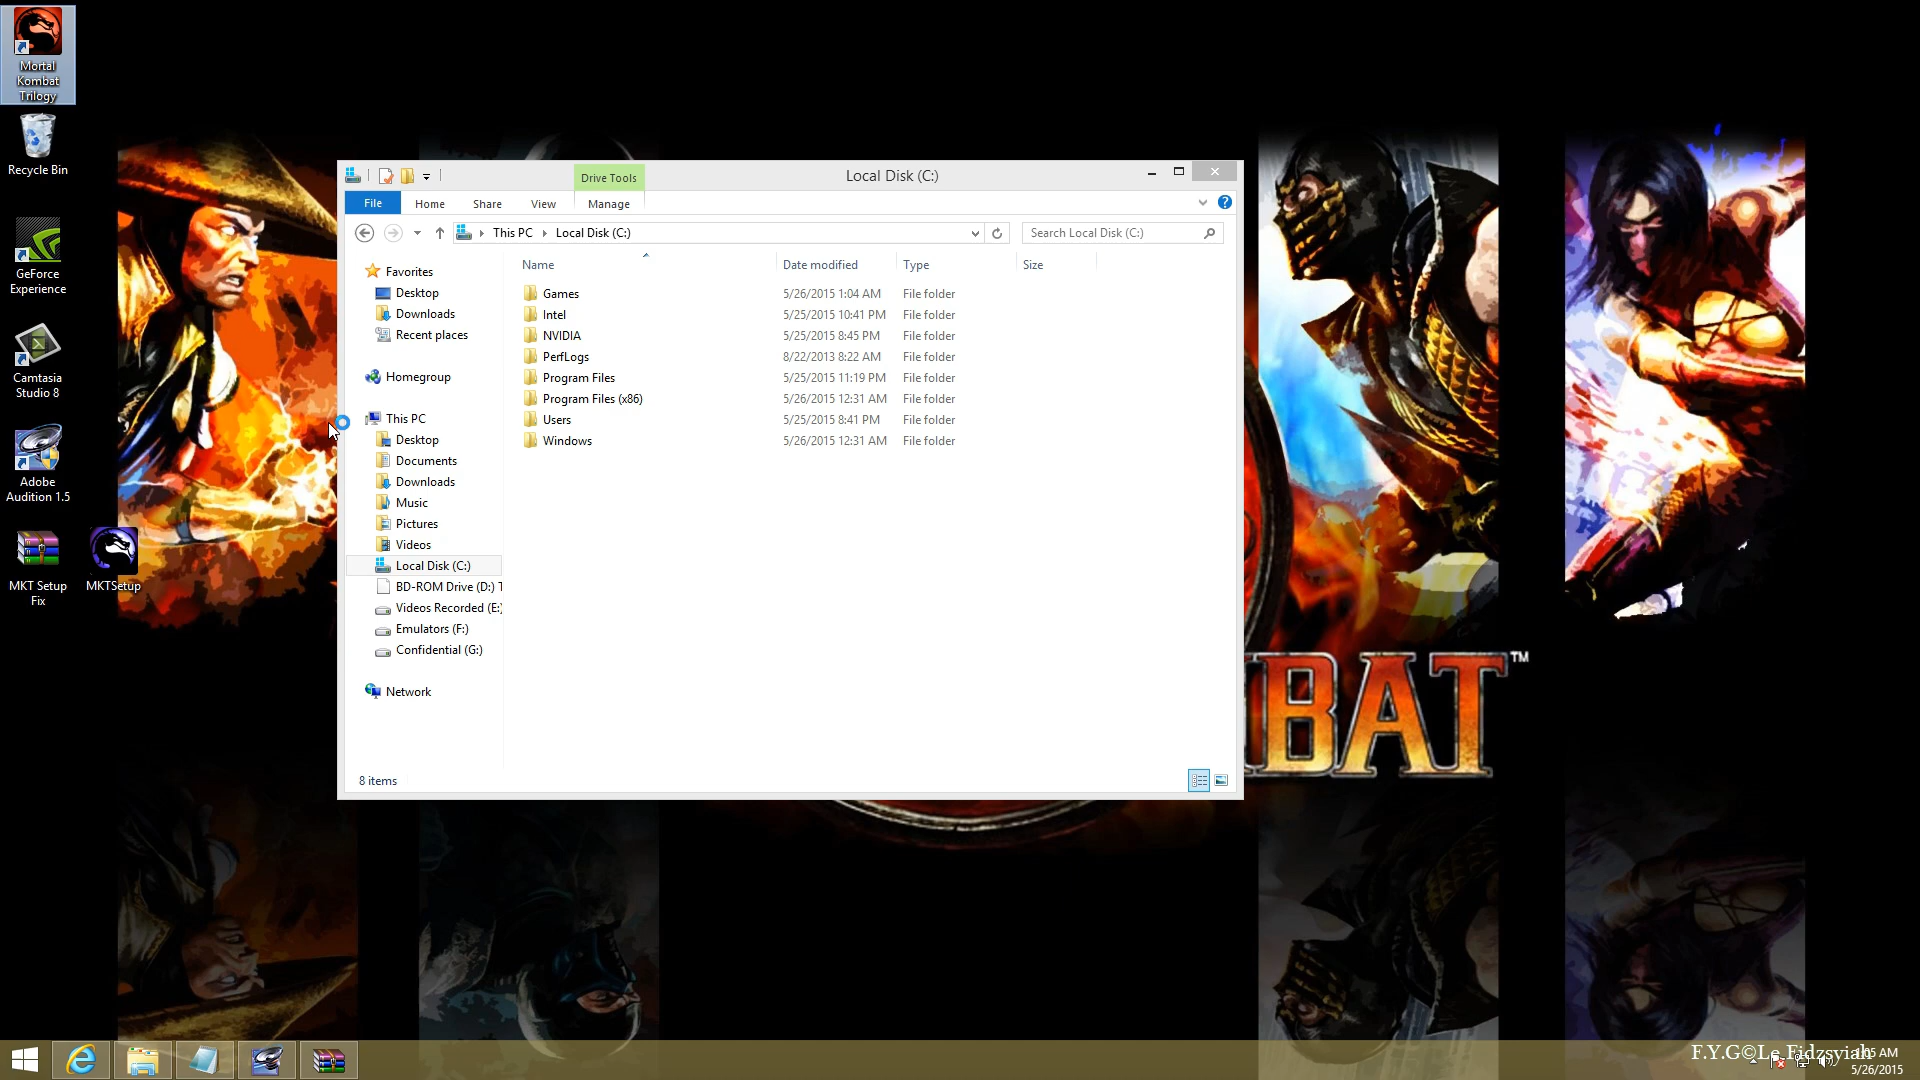 Mortal
Kombat
Trilogy
Recycle Bin
GeForce
Experience
Camtasia
Studio 8
Adobe
Audition 1.5
MKT Setup
Fix
MKTSetup
Drive Tools
Local Disk (C:)
File
Home
Share
View
Manage
This PC
Local Disk (C:)
Search Local Disk (C:)
Name
Date modified
Type
Size
Favorites
Desktop
Downloads
Recent places
Homegroup
This PC
Desktop
Documents
Downloads
Music
Pictures
Videos
Local Disk (C:)
BD-ROM Drive (D:) T
Videos Recorded (E:)
Emulators (F:)
Confidential (G:)
Network
Games 5/26/2015 1:04 AM File folder
Intel 5/25/2015 10:41 PM File folder
NVIDIA 5/25/2015 8:45 PM File folder
PerfLogs 8/22/2013 8:22 AM File folder
Program Files 5/25/2015 11:19 PM File folder
Program Files (x86) 5/26/2015 12:31 AM File folder
Users 5/25/2015 8:41 PM File folder
Windows 5/26/2015 12:31 AM File folder
8 items
BAT™
F.Y.G©Le Fidzsyiah
5/26/2015